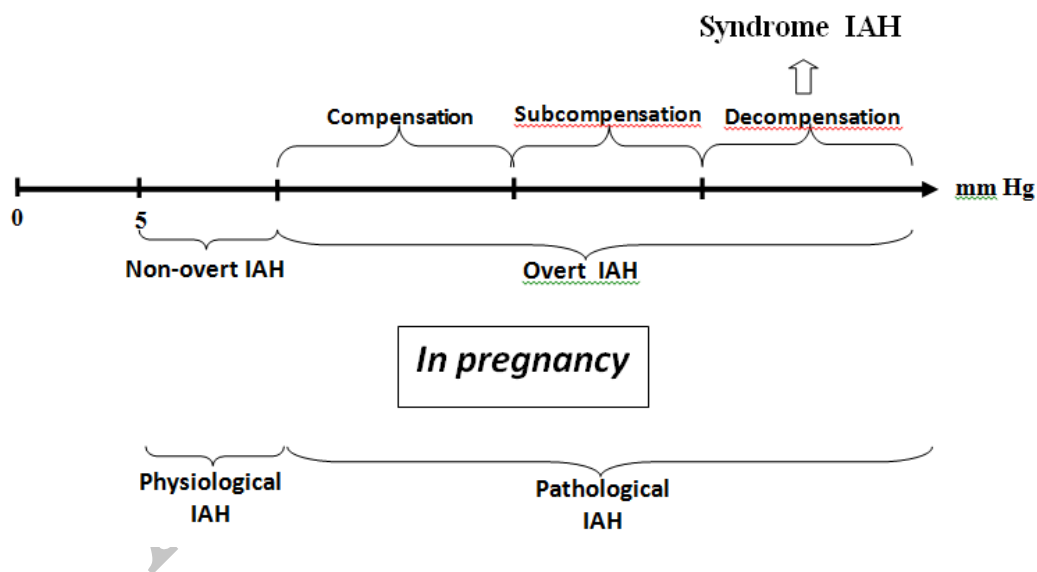 Syndrome IAH
Compensation
Subcompensation
Decompensation
mm Hg
0
5
Non-overt IAH
Overt IAH
In pregnancy
Physiological
IAH
Pathological
IAH